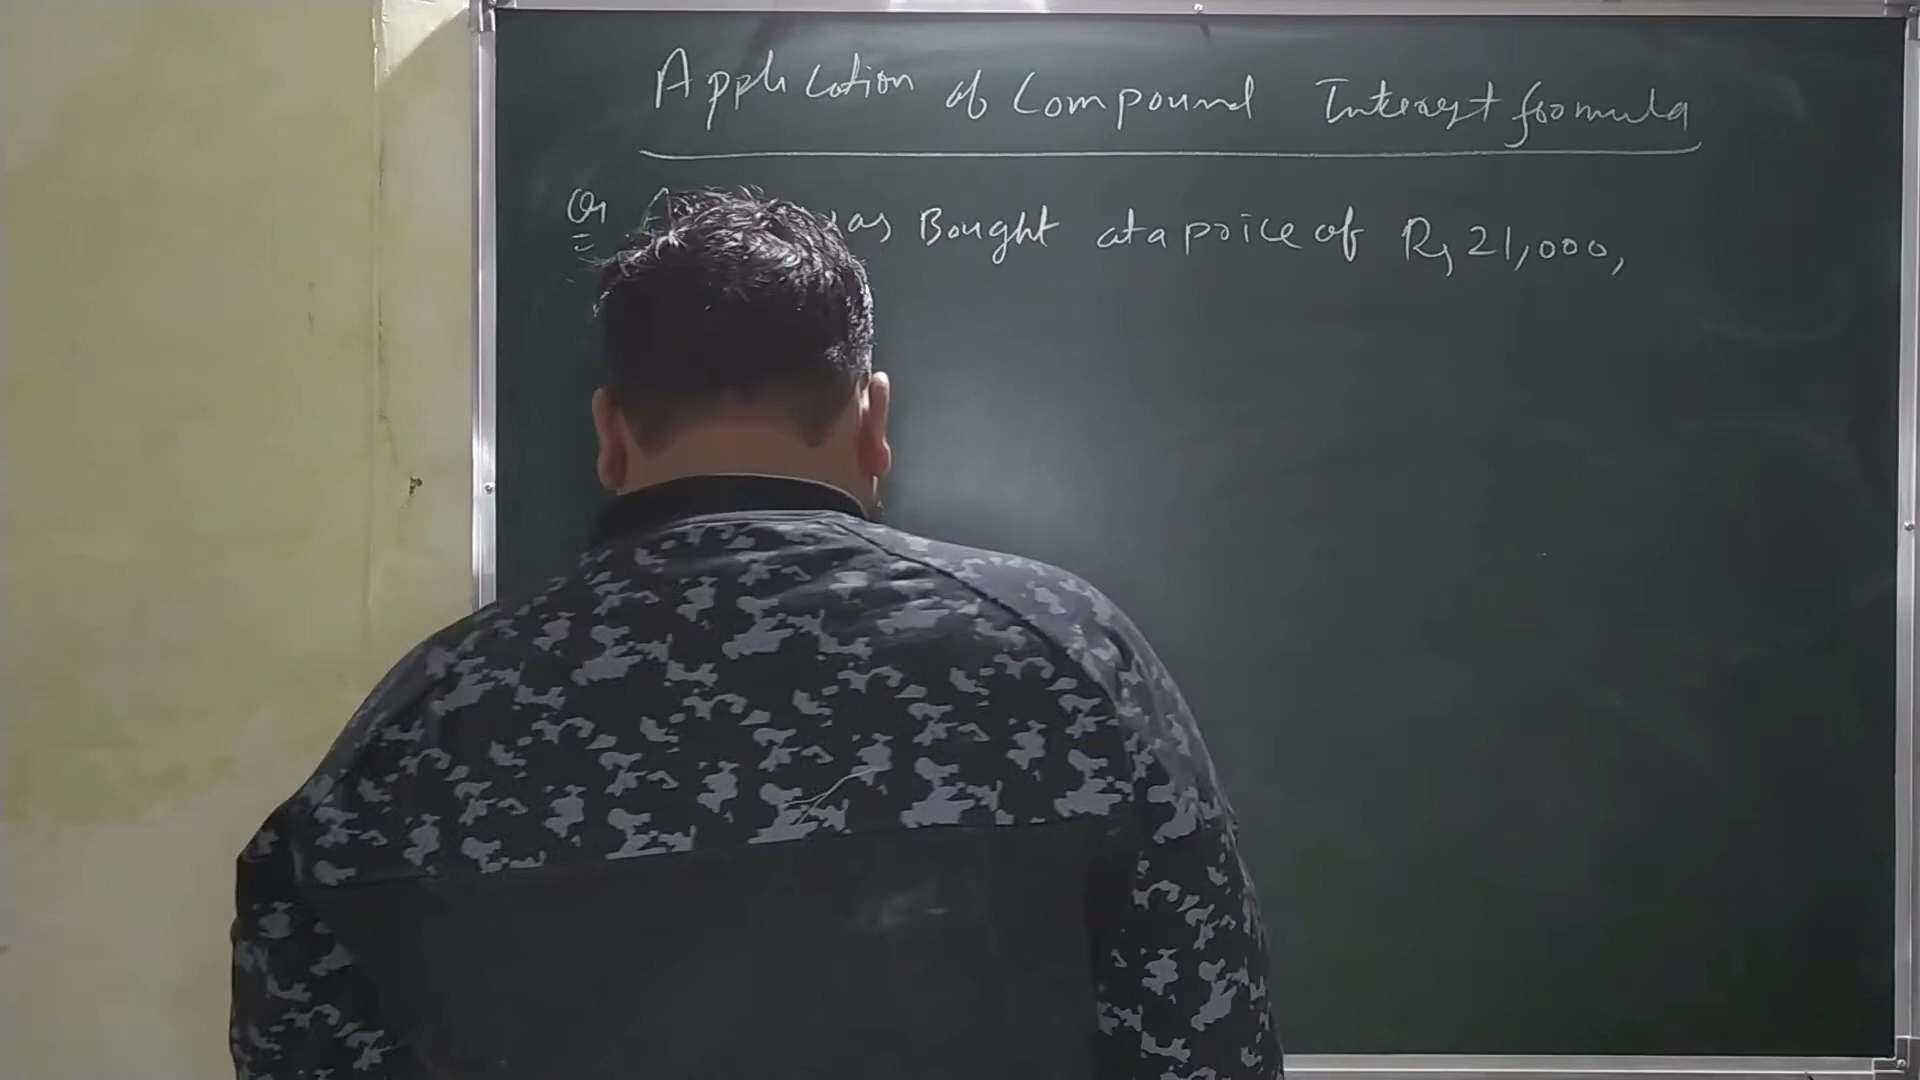 Application of Compound Interest formula
Q1 as Bought at a price of Rs 21,000,